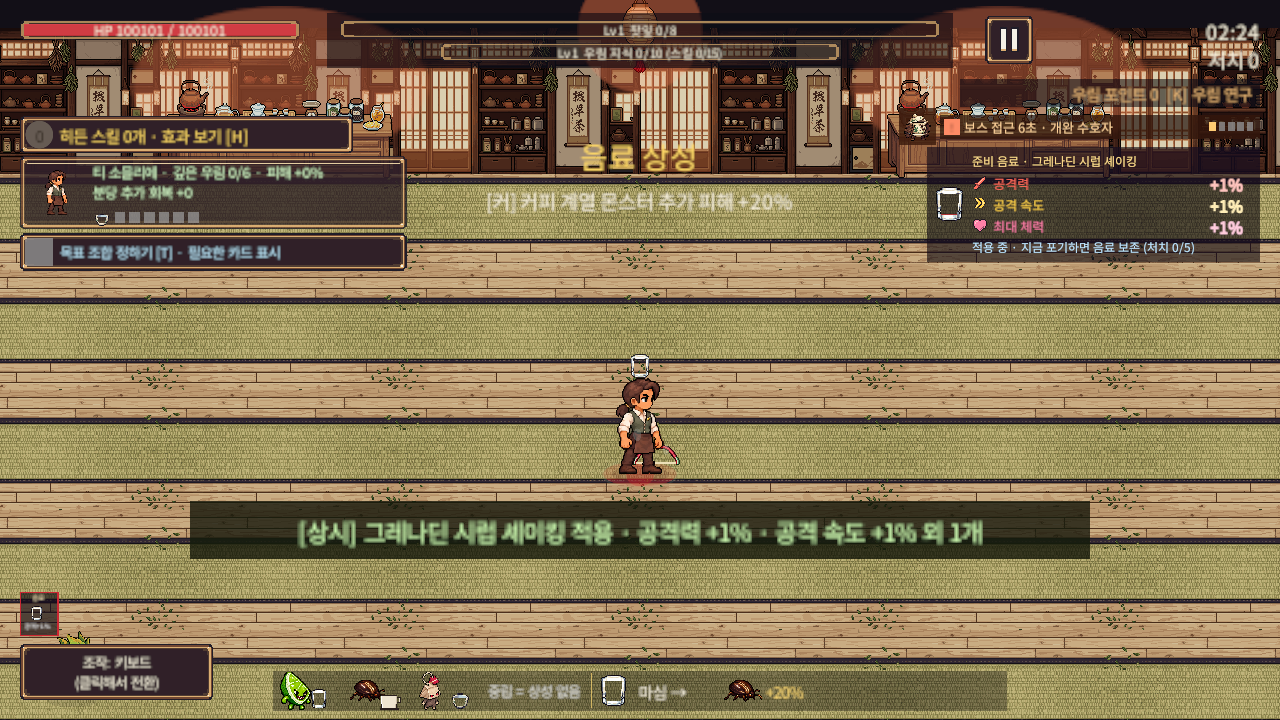 HP 100101 / 100101
Lv1 찻잎 0/8
Lv1 우림 지식 0/10 (스킬 0/15)
02:24
처치 0
우림 포인트 0 [K] 우림 연구
0
히든 스킬 0개 · 효과 보기 [H]
보스 접근 6초 · 개완 수호자
티 소믈리에 - 깊은 우림 0/6 - 피해 +0%
분당 추가 회복 +0
음료 상성
[커] 커피 계열 몬스터 추가 피해 +20%
준비 음료 · 그레나딘 시럽 셰이킹
공격력 +1%
공격 속도 +1%
최대 체력 +1%
적용 중 · 지금 포기하면 음료 보존 (처치 0/5)
목표 조합 정하기 [T] - 필요한 카드 표시
[상시] 그레나딘 시럽 셰이킹 적용 · 공격력 +1% · 공격 속도 +1% 외 1개
조작: 키보드
(클릭해서 전환)
중립 = 상성 없음
마심 →
+20%